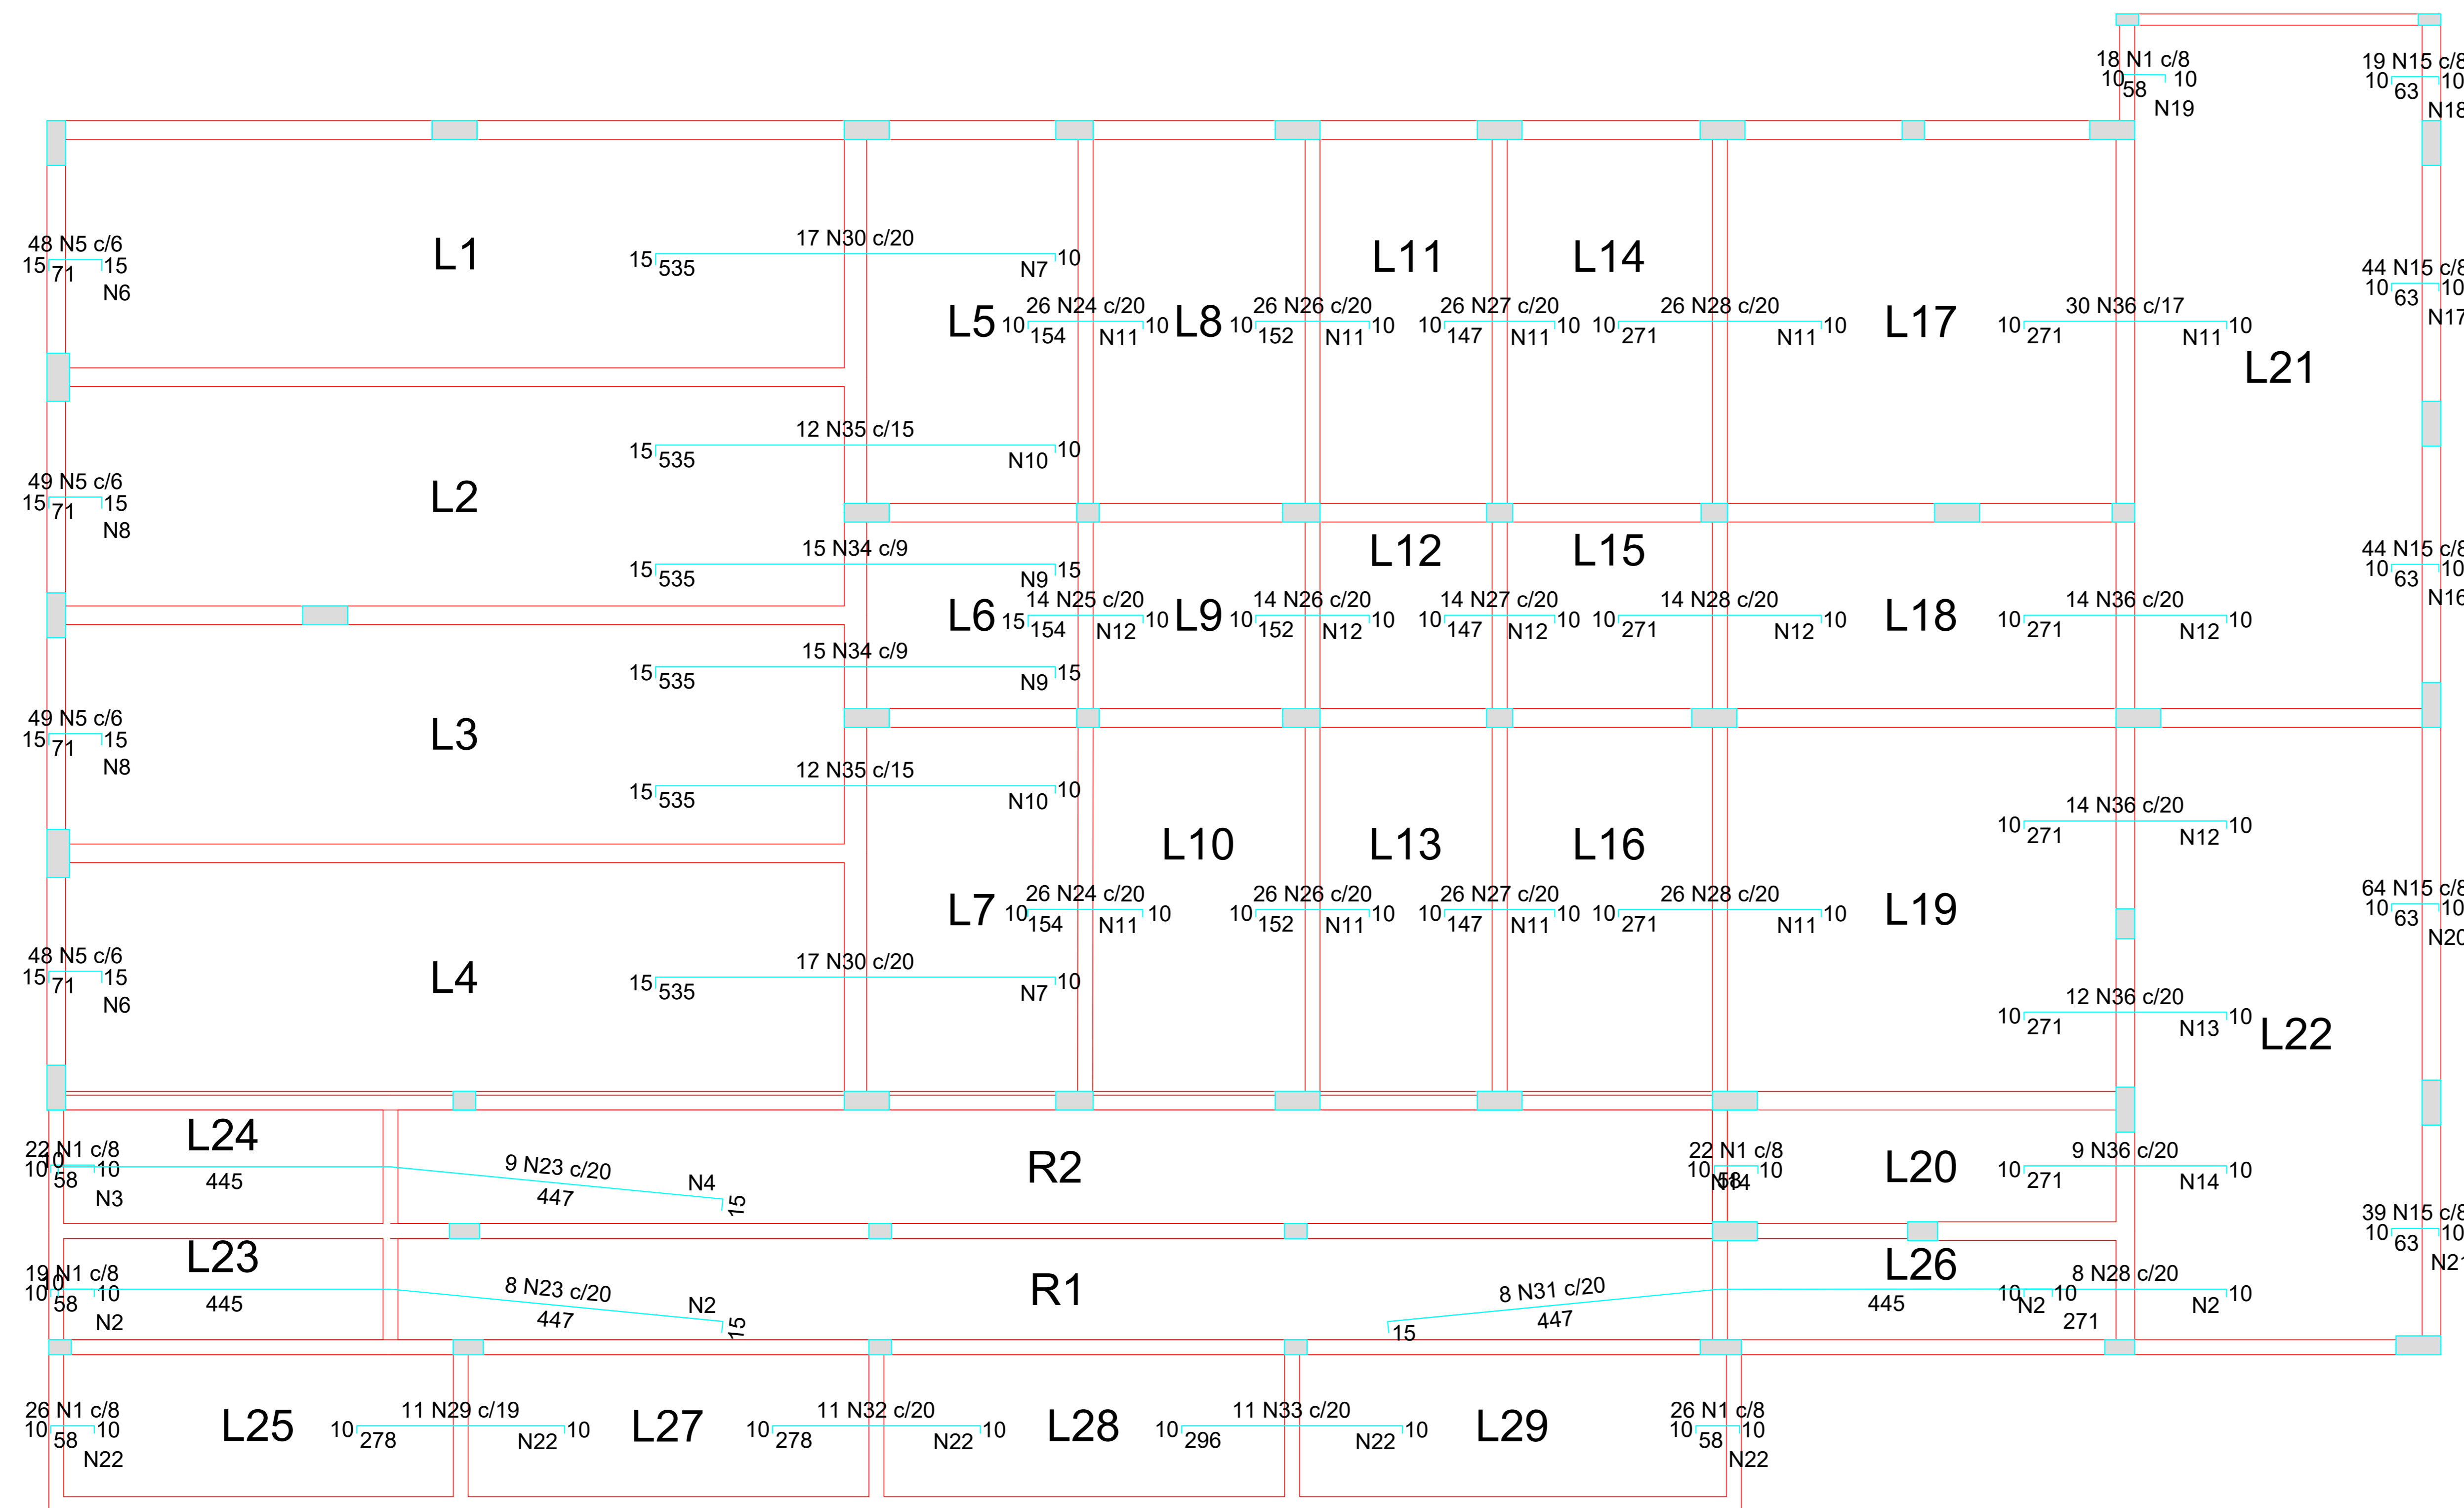 18 N1 c/8
10 58 10
N19
19 N15 c/8
10 63 10
N18
48 N5 c/6
15 71 15
N6
L1
17 N30 c/20
15 535 10
N7
L11
L14
44 N15 c/8
10 63 10
N17
L5
26 N24 c/20
10 154 10
N11
L8
26 N26 c/20
10 152 10
N11
26 N27 c/20
10 147 10
N11
26 N28 c/20
10 271 10
N11
L17
30 N36 c/17
10 271 10
N11
L21
12 N35 c/15
15 535 10
N10
49 N5 c/6
15 71 15
N8
L2
15 N34 c/9
15 535 15
N9
L12
L15
44 N15 c/8
10 63 10
N16
L6
14 N25 c/20
15 154 10
N12
L9
14 N26 c/20
10 152 10
N12
14 N27 c/20
10 147 10
N12
14 N28 c/20
10 271 10
N12
L18
14 N36 c/20
10 271 10
N12
15 N34 c/9
15 535 15
N9
49 N5 c/6
15 71 15
N8
L3
12 N35 c/15
15 535 10
N10
L10
L13
L16
14 N36 c/20
10 271 10
N12
L7
26 N24 c/20
10 154 10
N11
26 N26 c/20
10 152 10
N11
26 N27 c/20
10 147 10
N11
26 N28 c/20
10 271 10
N11
L19
64 N15 c/8
10 63 10
N20
48 N5 c/6
15 71 15
N6
L4
17 N30 c/20
15 535 10
N7
12 N36 c/20
10 271 10
N13
L22
L24
22 N1 c/8
10
10 58 10
N3
445
9 N23 c/20
447
N4
15
R2
22 N1 c/8
10 58 10
N14
L20
9 N36 c/20
10 271 10
N14
39 N15 c/8
10 63 10
N21
L23
19 N1 c/8
10
10 58 10
N2
445
8 N23 c/20
447
N2
15
R1
8 N31 c/20
15
447
L26
445
10
N2
10
8 N28 c/20
271
N2
10
26 N1 c/8
10 58 10
N22
L25
11 N29 c/19
10 278 10
N22
L27
11 N32 c/20
10 278 10
N22
L28
11 N33 c/20
10 296 10
N22
L29
26 N1 c/8
10 58 10
N22